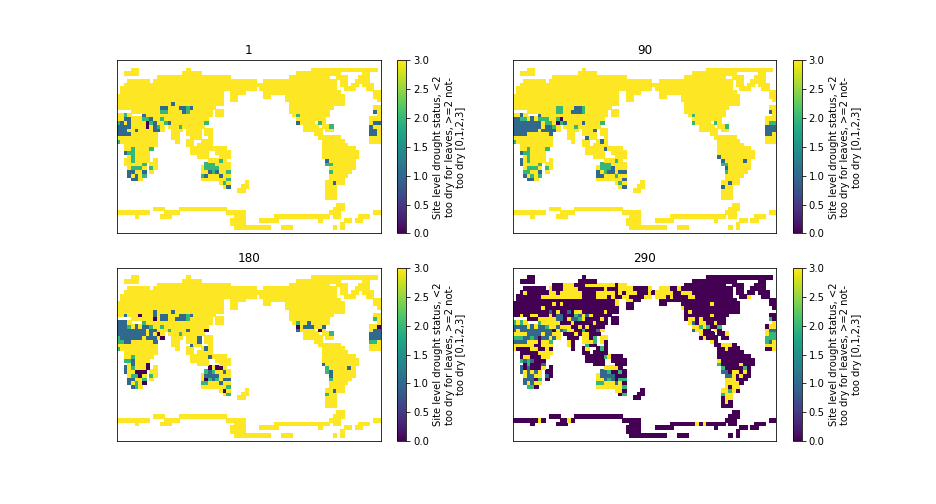 1
3.0
2.5
2.0
1.5
1.0
0.5
0.0
Site level drought status, <2
too dry for leaves, >=2 not-
too dry [0,1,2,3]
90
3.0
2.5
2.0
1.5
1.0
0.5
0.0
Site level drought status, <2
too dry for leaves, >=2 not-
too dry [0,1,2,3]
180
3.0
2.5
2.0
1.5
1.0
0.5
0.0
Site level drought status, <2
too dry for leaves, >=2 not-
too dry [0,1,2,3]
290
3.0
2.5
2.0
1.5
1.0
0.5
0.0
Site level drought status, <2
too dry for leaves, >=2 not-
too dry [0,1,2,3]